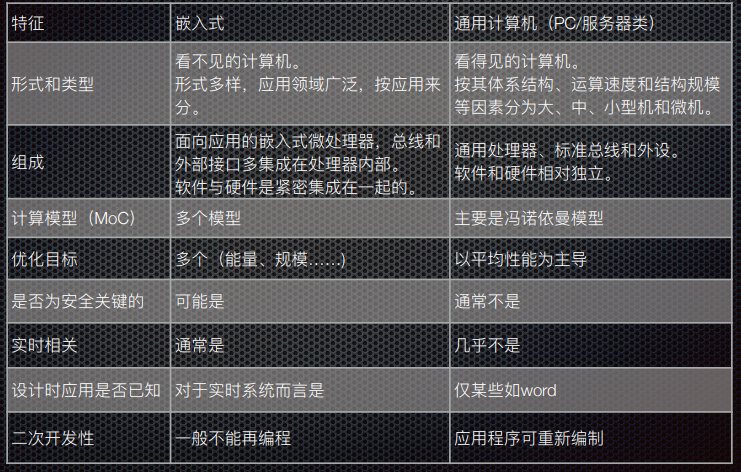 特征 嵌入式 通用计算机（PC/服务器类）
形式和类型
看不见的计算机。
形式多样，应用领域广泛，按应用来
分。
看得见的计算机。
按其体系结构、运算速度和结构规模
等因素分为大、中、小型机和微机。
组成
面向应用的嵌入式微处理器，总线和
外部接口多集成在处理器内部。
软件与硬件是紧密集成在一起的。
通用处理器、标准总线和外设。
软件和硬件相对独立。
计算模型（MoC） 多个模型 主要是冯诺依曼模型
优化目标 多个（能量、规模……) 以平均性能为主导
是否为安全关键的 可能是 通常不是
实时相关 通常是 几乎不是
设计时应用是否已知 对于实时系统而言是 仅某些如word
二次开发性 一般不能再编程 应用程序可重新编制